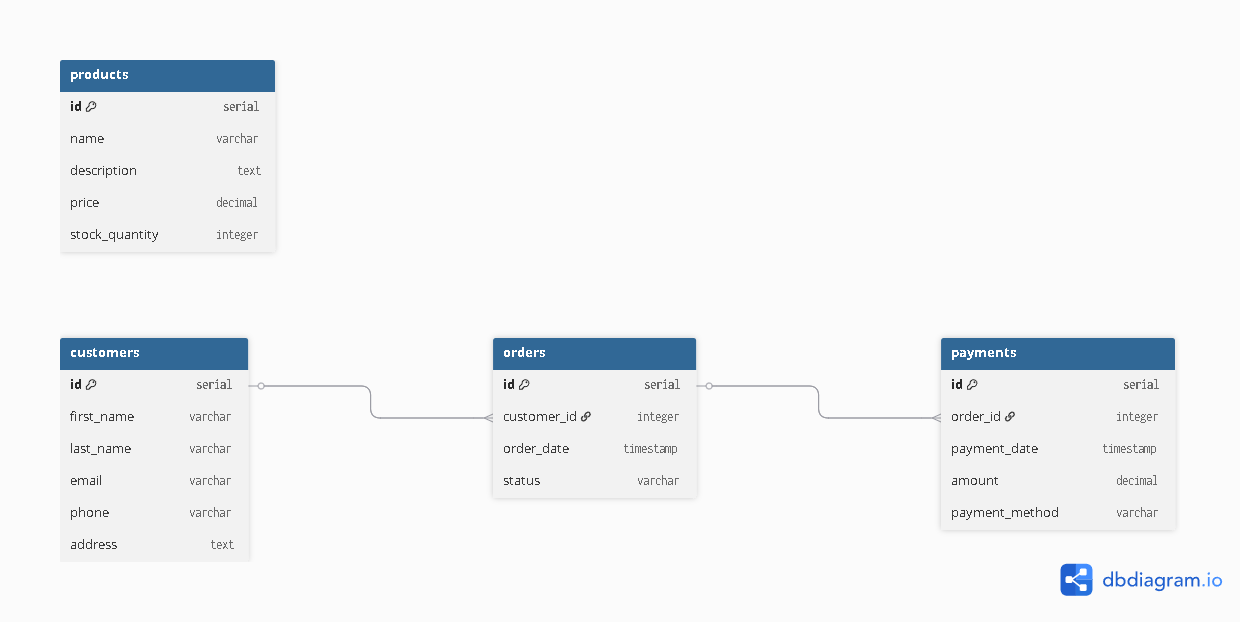 products
id serial
name varchar
description text
price decimal
stock_quantity integer
customers
id serial
first_name varchar
last_name varchar
email varchar
phone varchar
address text
orders
id serial
customer_id integer
order_date timestamp
status varchar
payments
id serial
order_id integer
payment_date timestamp
amount decimal
payment_method varchar
dbdiagram.io